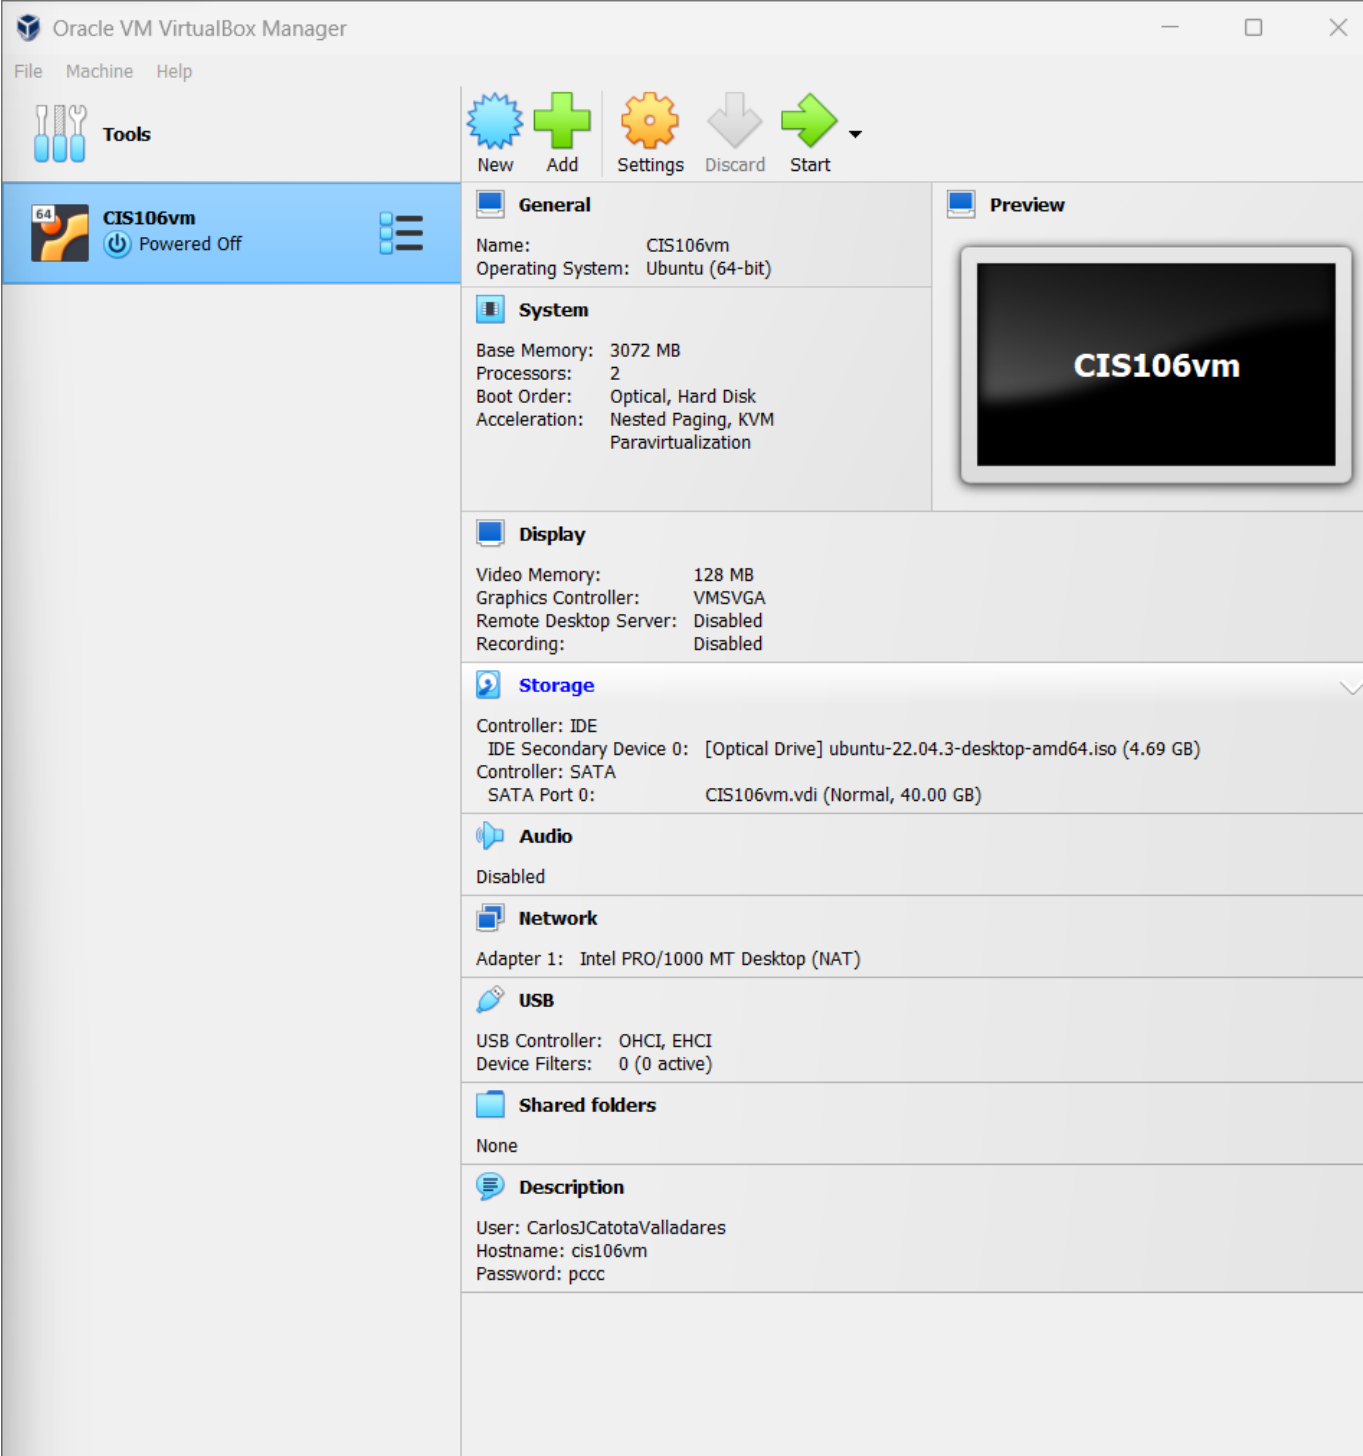 Oracle VM VirtualBox Manager
File Machine Help
Tools
New Add Settings Discard Start
64
CIS106vm
Powered Off
General
Name: CIS106vm
Operating System: Ubuntu (64-bit)
Preview
CIS106vm
System
Base Memory: 3072 MB
Processors: 2
Boot Order: Optical, Hard Disk
Acceleration: Nested Paging, KVM
Paravirtualization
Display
Video Memory: 128 MB
Graphics Controller: VMSVGA
Remote Desktop Server: Disabled
Recording: Disabled
Storage
Controller: IDE
IDE Secondary Device 0: [Optical Drive] ubuntu-22.04.3-desktop-amd64.iso (4.69 GB)
Controller: SATA
SATA Port 0: CIS106vm.vdi (Normal, 40.00 GB)
Audio
Disabled
Network
Adapter 1: Intel PRO/1000 MT Desktop (NAT)
USB
USB Controller: OHCI, EHCI
Device Filters: 0 (0 active)
Shared folders
None
Description
User: CarlosJCatotaValladares
Hostname: cis106vm
Password: pccc